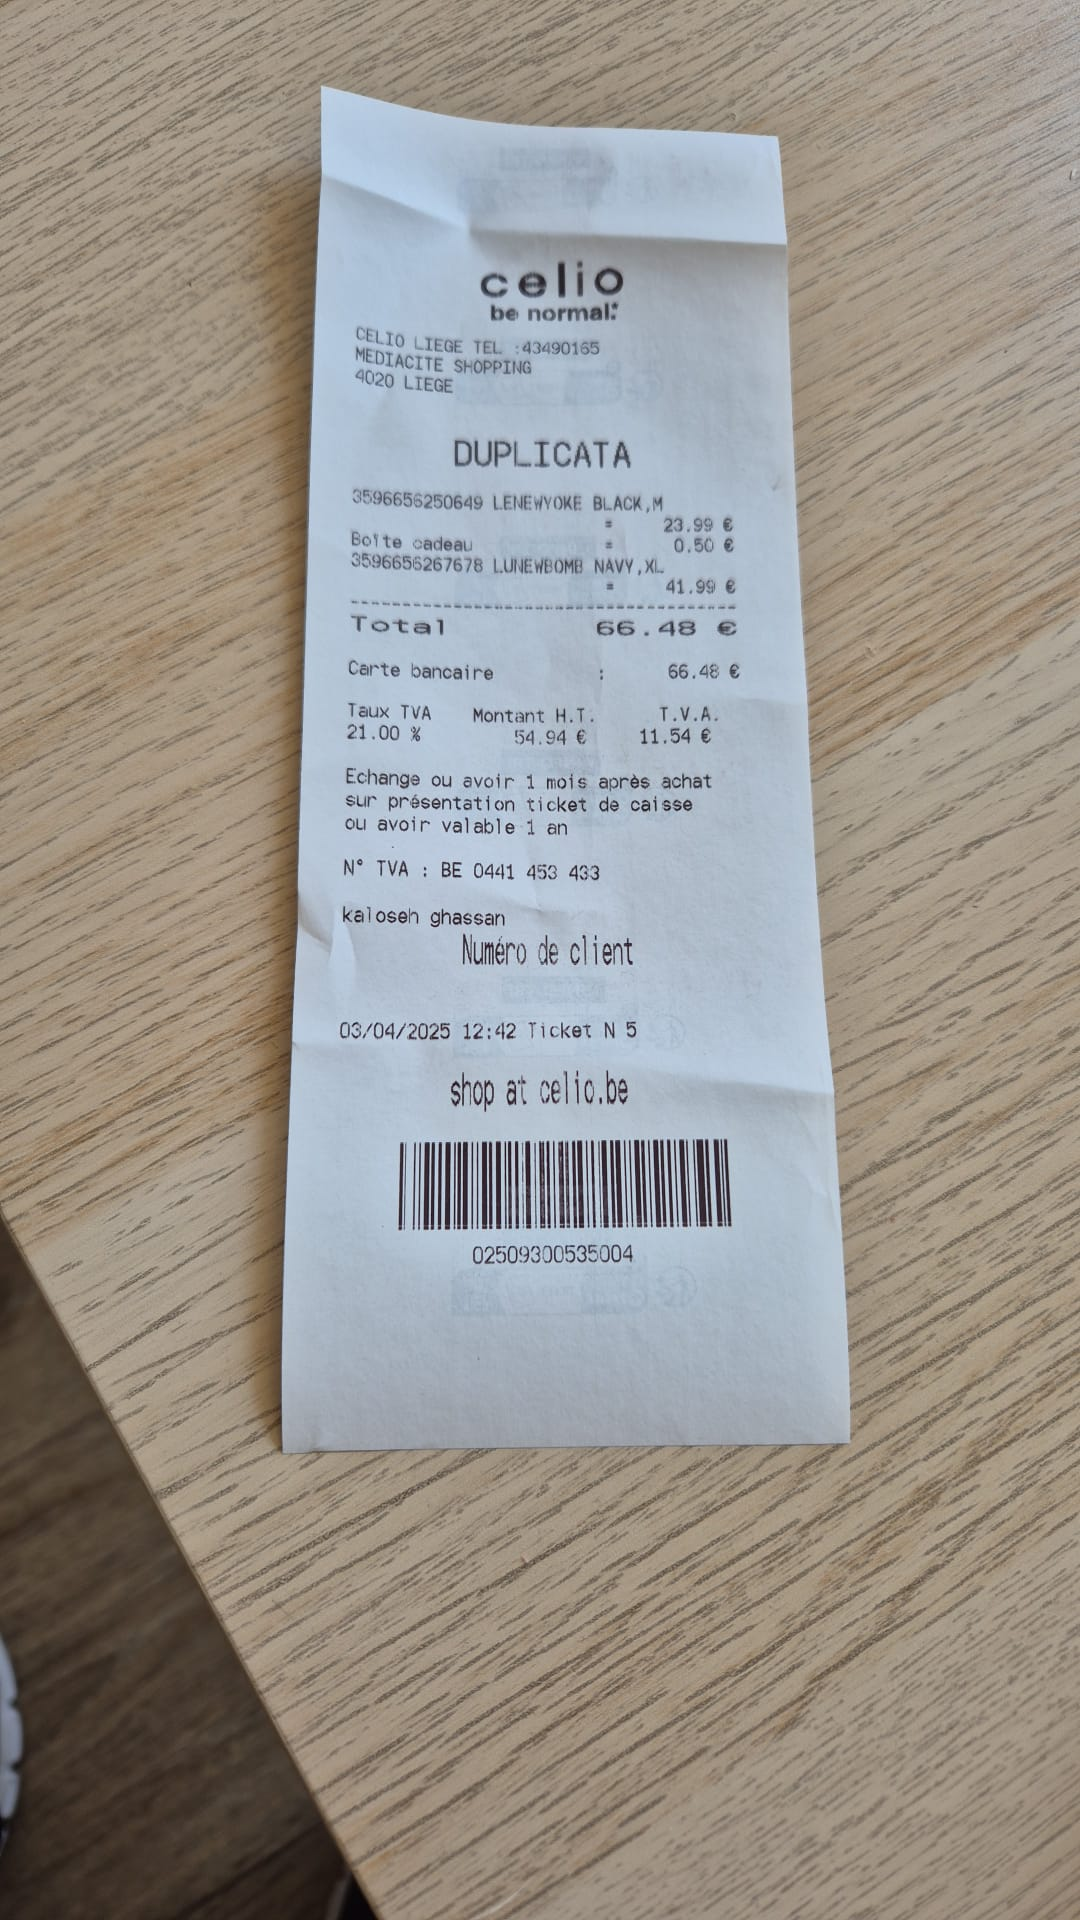 celio
be normal:*
CELIO LIEGE TEL :43490165
MEDIACITE SHOPPING
4020 LIEGE
DUPLICATA
3596656250649 LENEWYOKE BLACK,M
= 23.99 €
Boîte cadeau = 0.50 €
3596656267678 LUNEWBOMB NAVY,XL
= 41.99 €
Total 66.48 €
Carte bancaire : 66.48 €
Taux TVA Montant H.T. T.V.A.
21.00 % 54.94 € 11.54 €
Echange ou avoir 1 mois après achat
sur présentation ticket de caisse
ou avoir valable 1 an
N° TVA : BE 0441 453 433
kaloseh ghassan
Numéro de client
03/04/2025 12:42 Ticket N 5
shop at celio.be
02509300535004